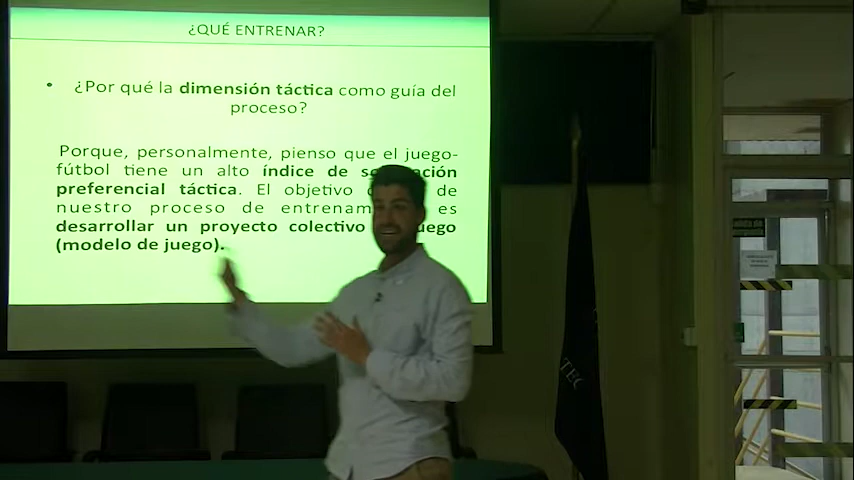 ¿QUÉ ENTRENAR?
• ¿Por qué la dimensión táctica como guía del
proceso?
Porque, personalmente, pienso que el juego-
fútbol tiene un alto índice de
preferencial táctica. El objetivo de
nuestro proceso de es
desarrollar un proyecto colectivo
(modelo de juego).
TEC